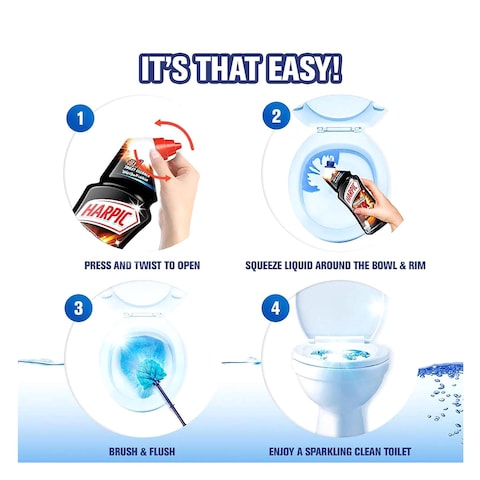 IT'S THAT EASY!
1
HARPIC
PRESS AND TWIST TO OPEN
2
HARPIC
SQUEEZE LIQUID AROUND THE BOWL & RIM
3
BRUSH & FLUSH
4
ENJOY A SPARKLING CLEAN TOILET